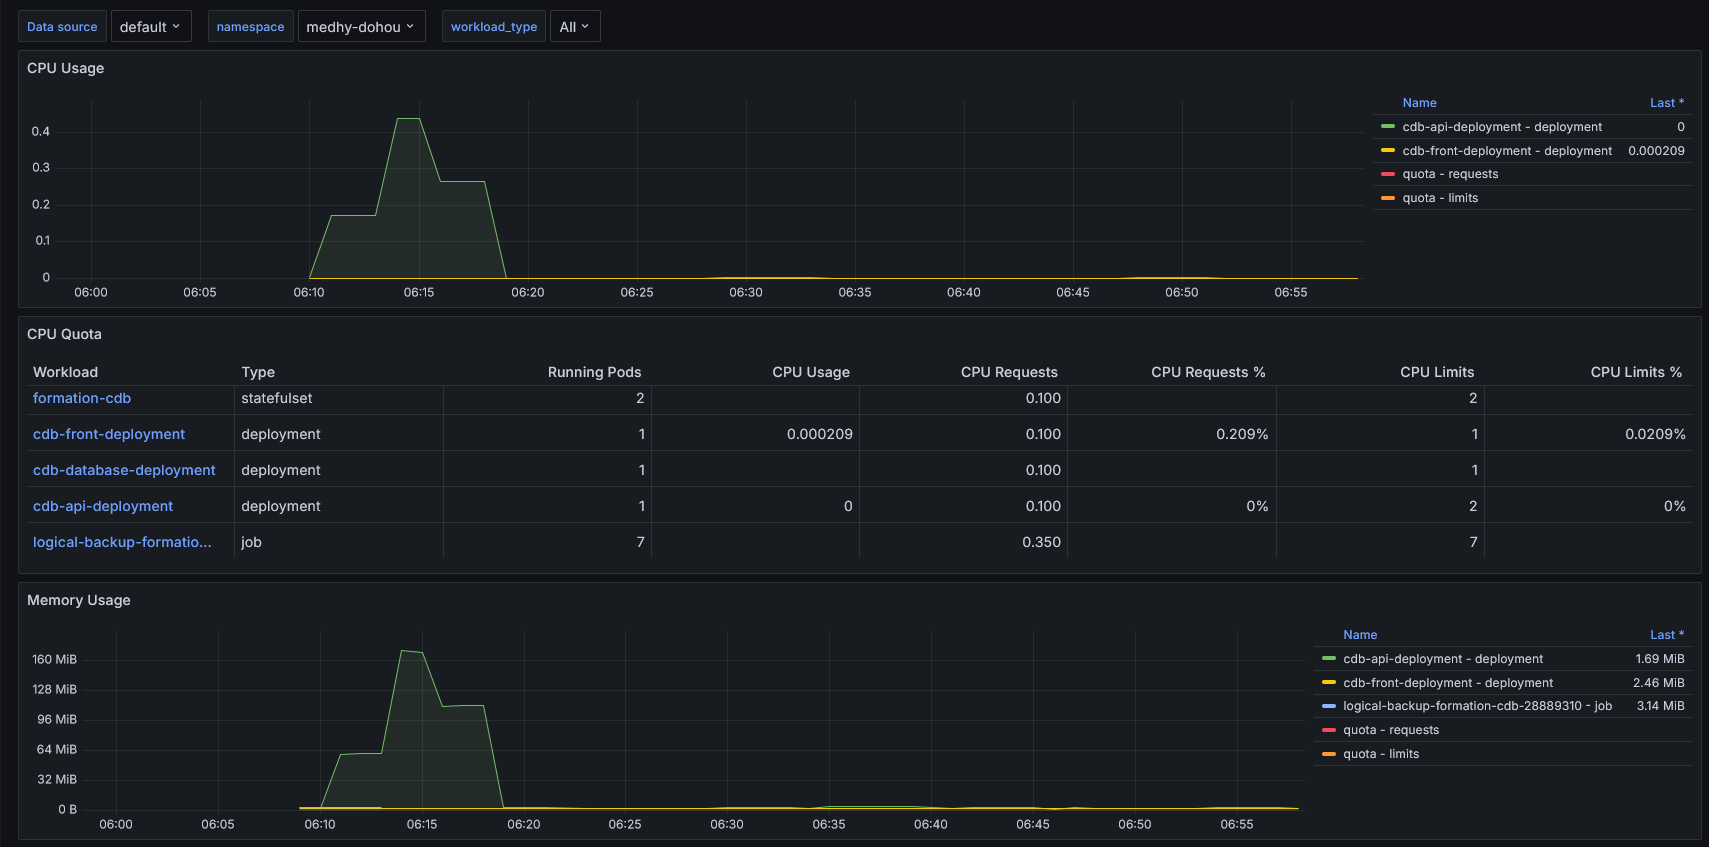 Data source default namespace medhy-dohou workload_type All
CPU Usage
Name Last *
cdb-api-deployment - deployment 0
cdb-front-deployment - deployment 0.000209
quota - requests
quota - limits
0.4
0.3
0.2
0.1
0
06:00 06:05 06:10 06:15 06:20 06:25 06:30 06:35 06:40 06:45 06:50 06:55
CPU Quota
Workload Type Running Pods CPU Usage CPU Requests CPU Requests % CPU Limits CPU Limits %
formation-cdb statefulset 2 0.100 2
cdb-front-deployment deployment 1 0.000209 0.100 0.209% 1 0.0209%
cdb-database-deployment deployment 1 0.100 1
cdb-api-deployment deployment 1 0 0.100 0% 2 0%
logical-backup-formatio... job 7 0.350 7
Memory Usage
Name Last *
cdb-api-deployment - deployment 1.69 MiB
cdb-front-deployment - deployment 2.46 MiB
logical-backup-formation-cdb-28889310 - job 3.14 MiB
quota - requests
quota - limits
160 MiB
128 MiB
96 MiB
64 MiB
32 MiB
0 B
06:00 06:05 06:10 06:15 06:20 06:25 06:30 06:35 06:40 06:45 06:50 06:55